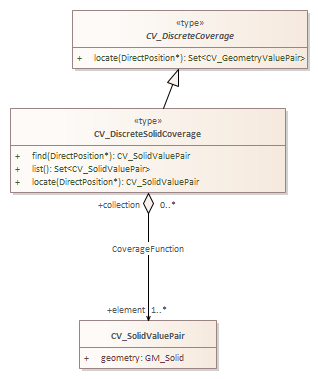 «type»
CV_DiscreteCoverage
+ locate(DirectPosition*): Set<CV_GeometryValuePair>
«type»
CV_DiscreteSolidCoverage
+ find(DirectPosition*): CV_SolidValuePair
+ list(): Set<CV_SolidValuePair>
+ locate(DirectPosition*): CV_SolidValuePair
+collection 0..*
CoverageFunction
+element 1..*
CV_SolidValuePair
+ geometry: GM_Solid